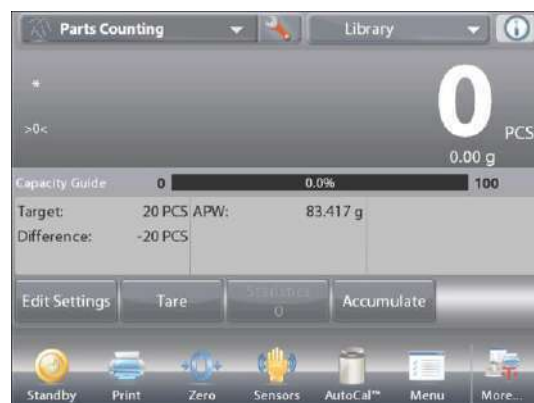 Parts Counting
Library
*
>0<
0
PCS
0.00 g
Capacity Guide 0 0.0% 100
Target: 20 PCS APW: 83.417 g
Difference: -20 PCS
Edit Settings Tare Statistics 0 Accumulate
Standby Print Zero Sensors AutoCal™ Menu More...